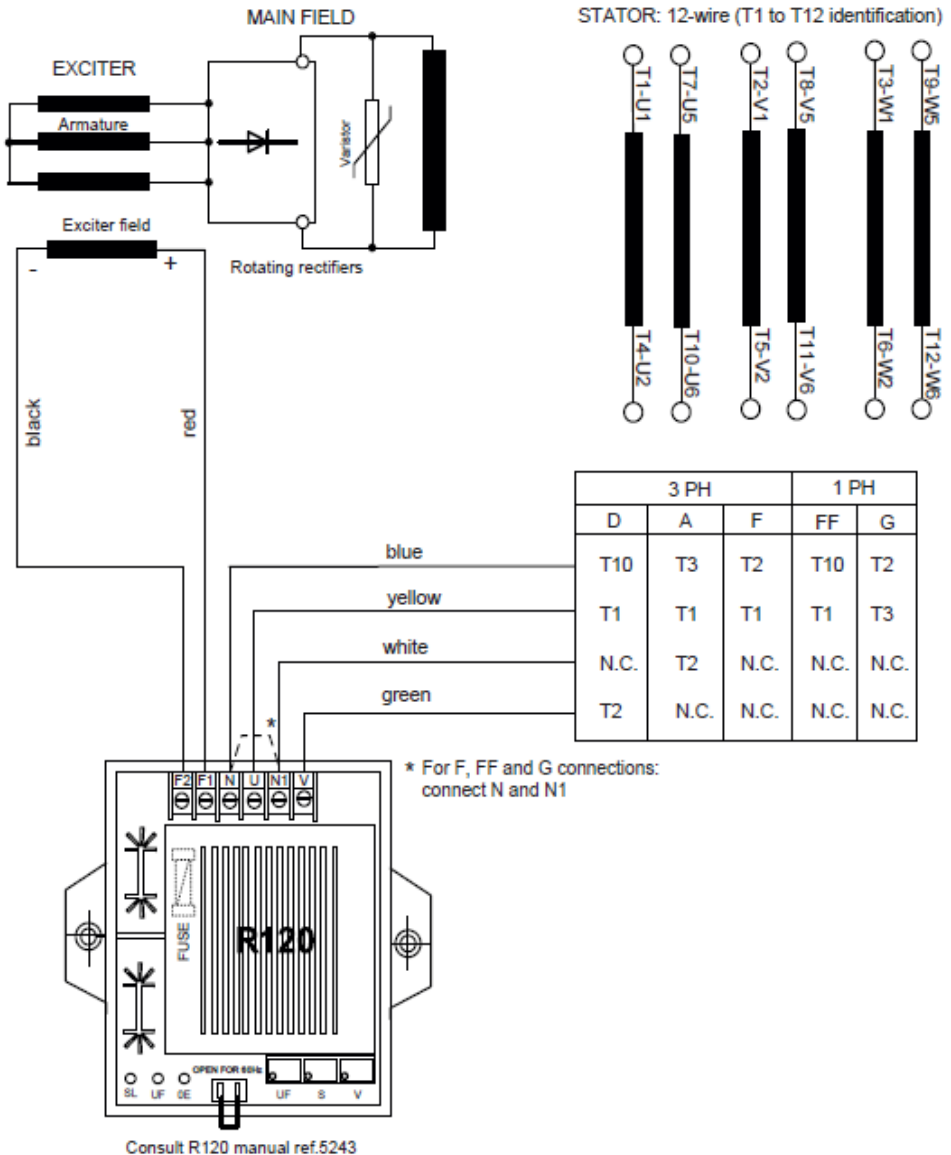 MAIN FIELD
STATOR: 12-wire (T1 to T12 identification)
EXCITER
Armature
Varistor
Exciter field
-
+
Rotating rectifiers
T1-U1
T7-U5
T2-V1
T8-V5
T3-W1
T9-W5
T4-U2
T10-U6
T5-V2
T11-V6
T6-W2
T12-W6
black
red
3 PH 1 PH
D A F FF G
blue T10 T3 T2 T10 T2
yellow T1 T1 T1 T1 T3
white N.C. T2 N.C. N.C. N.C.
green T2 N.C. N.C. N.C. N.C.
*
* For F, FF and G connections:
connect N and N1
F2 F1 N U N1 V
FUSE
R120
OPEN FOR 60Hz
SL UF OE UF S V
Consult R120 manual ref.5243